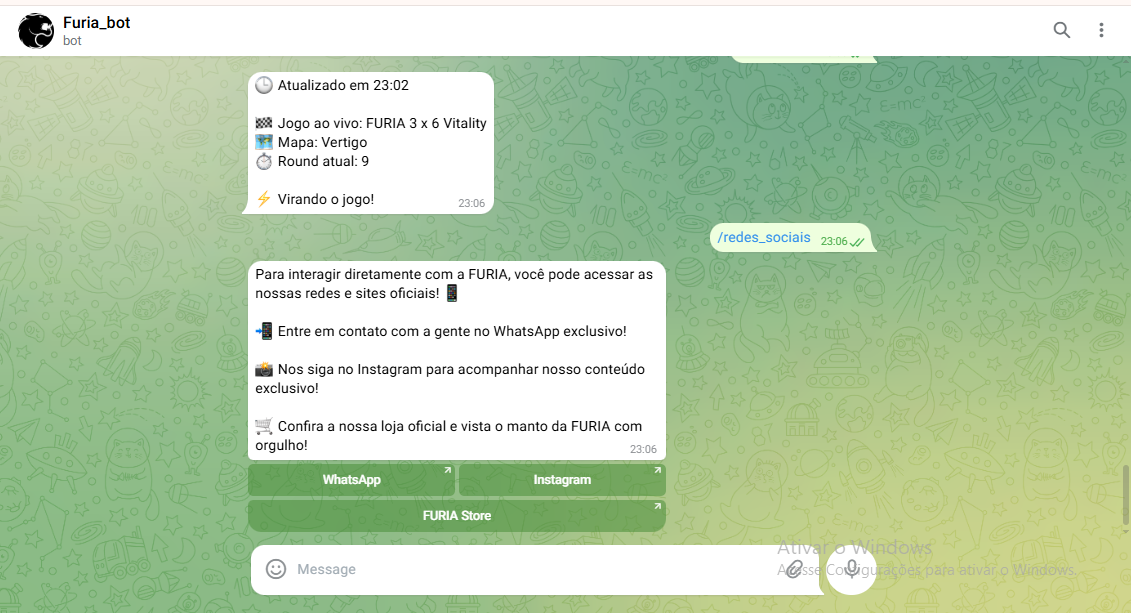 Furia_bot
bot
Atualizado em 23:02
Jogo ao vivo: FURIA 3 x 6 Vitality
Mapa: Vertigo
Round atual: 9
Virando o jogo!
23:06
/redes_sociais 23:06
Para interagir diretamente com a FURIA, você pode acessar as
nossas redes e sites oficiais!
Entre em contato com a gente no WhatsApp exclusivo!
Nos siga no Instagram para acompanhar nosso conteúdo
exclusivo!
Confira a nossa loja oficial e vista o manto da FURIA com
orgulho!
23:06
WhatsApp
Instagram
FURIA Store
Message
Ativar o Windows
Acesse Configurações para ativar o Windows.
E=mc²